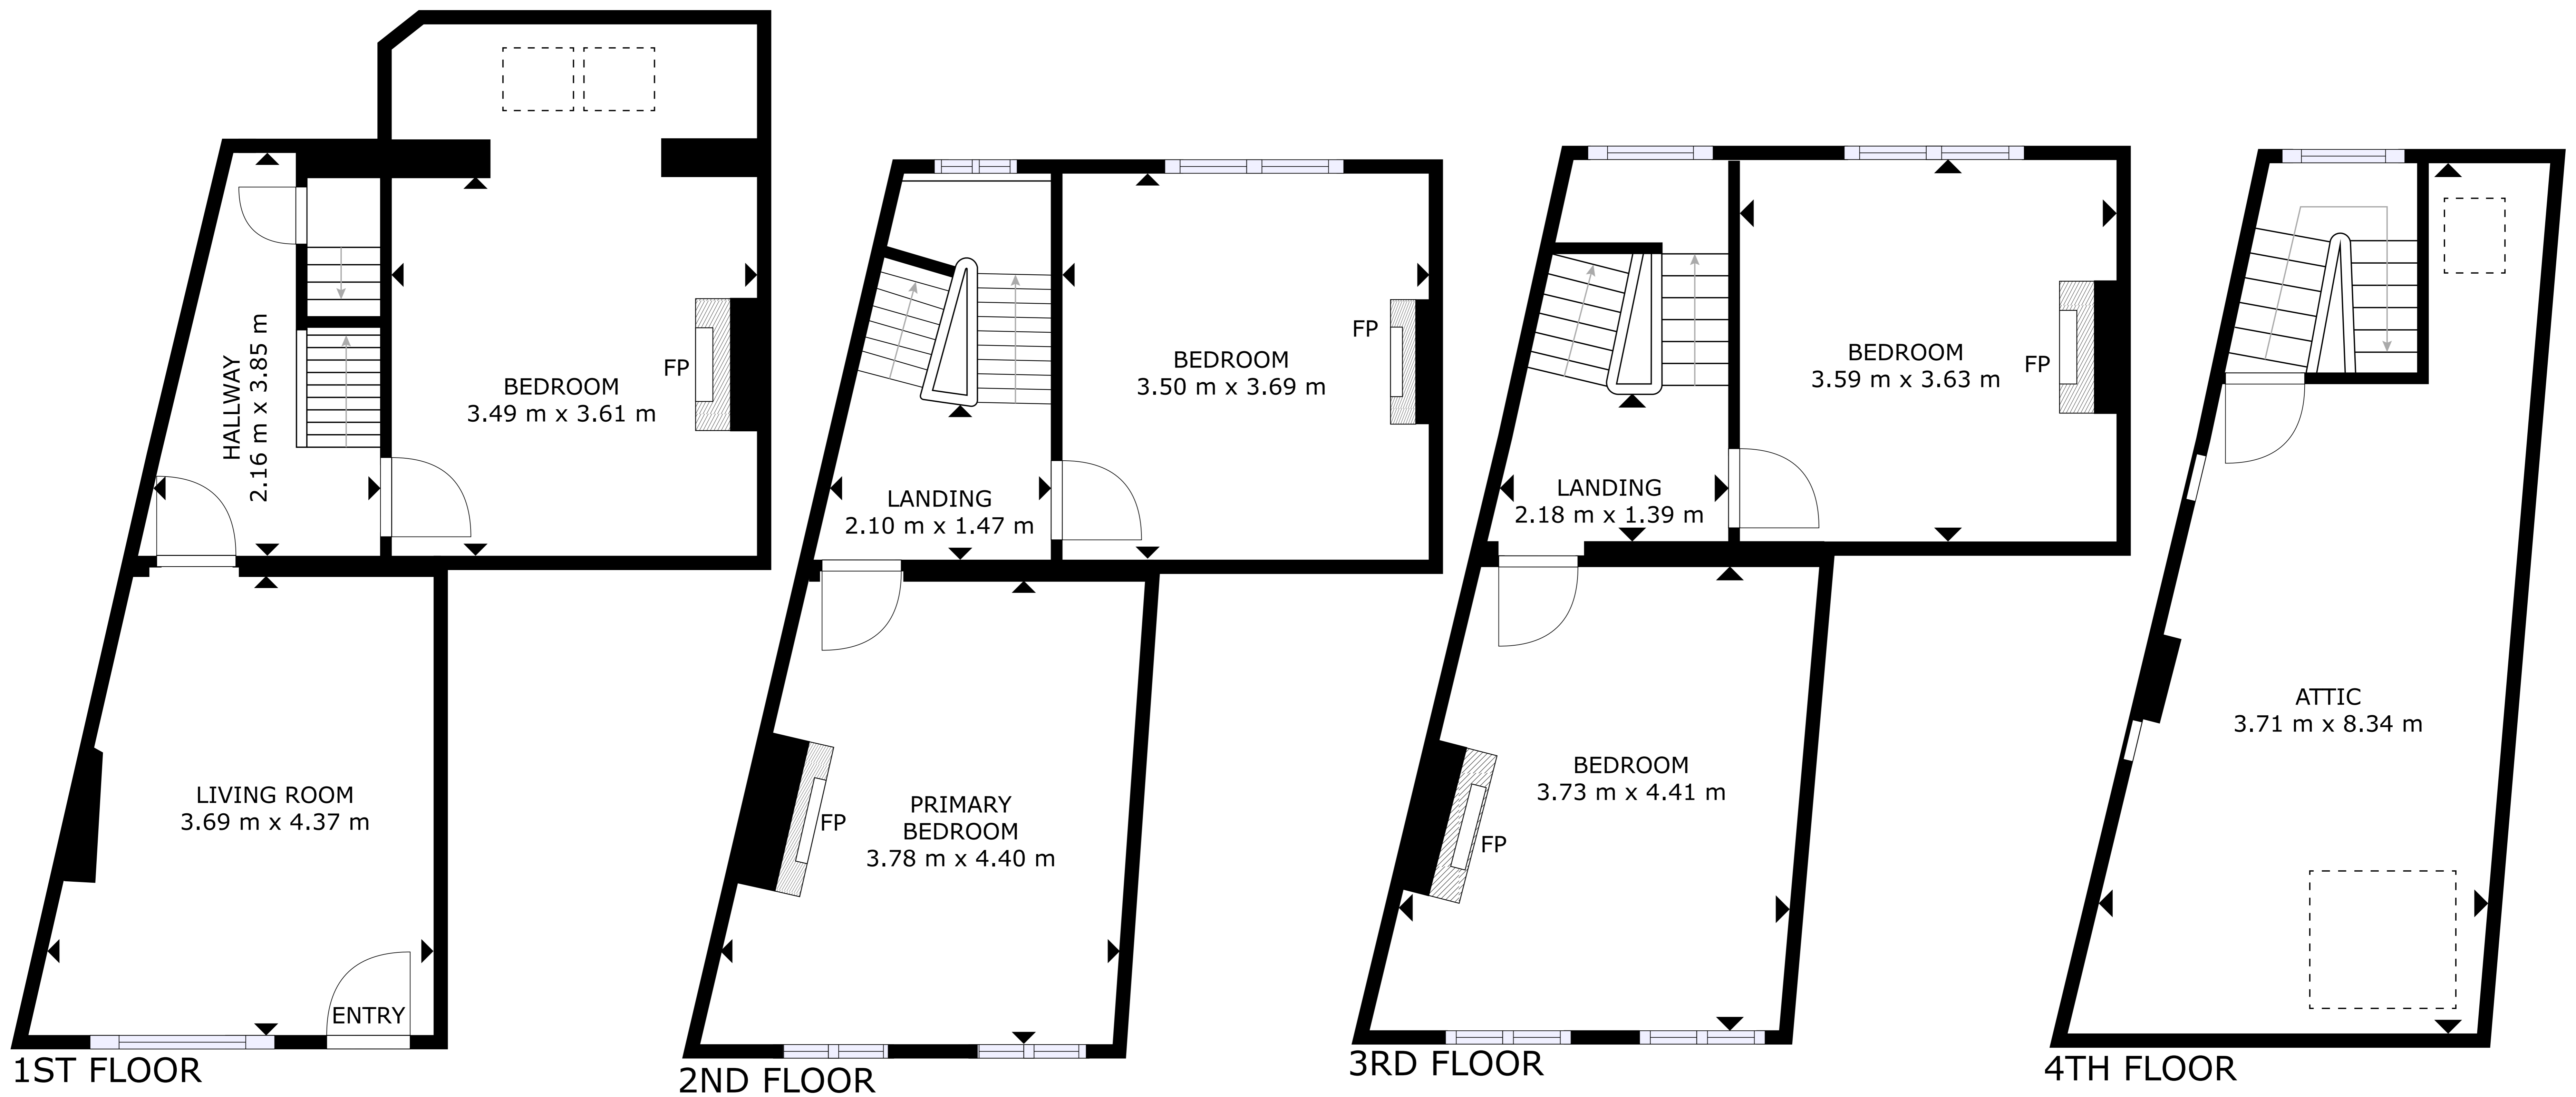 HALLWAY
2.16 m x 3.85 m
BEDROOM
3.49 m x 3.61 m
FP
LIVING ROOM
3.69 m x 4.37 m
ENTRY
1ST FLOOR
BEDROOM
3.50 m x 3.69 m
FP
LANDING
2.10 m x 1.47 m
PRIMARY
BEDROOM
3.78 m x 4.40 m
FP
2ND FLOOR
BEDROOM
3.59 m x 3.63 m
FP
LANDING
2.18 m x 1.39 m
BEDROOM
3.73 m x 4.41 m
FP
3RD FLOOR
ATTIC
3.71 m x 8.34 m
4TH FLOOR